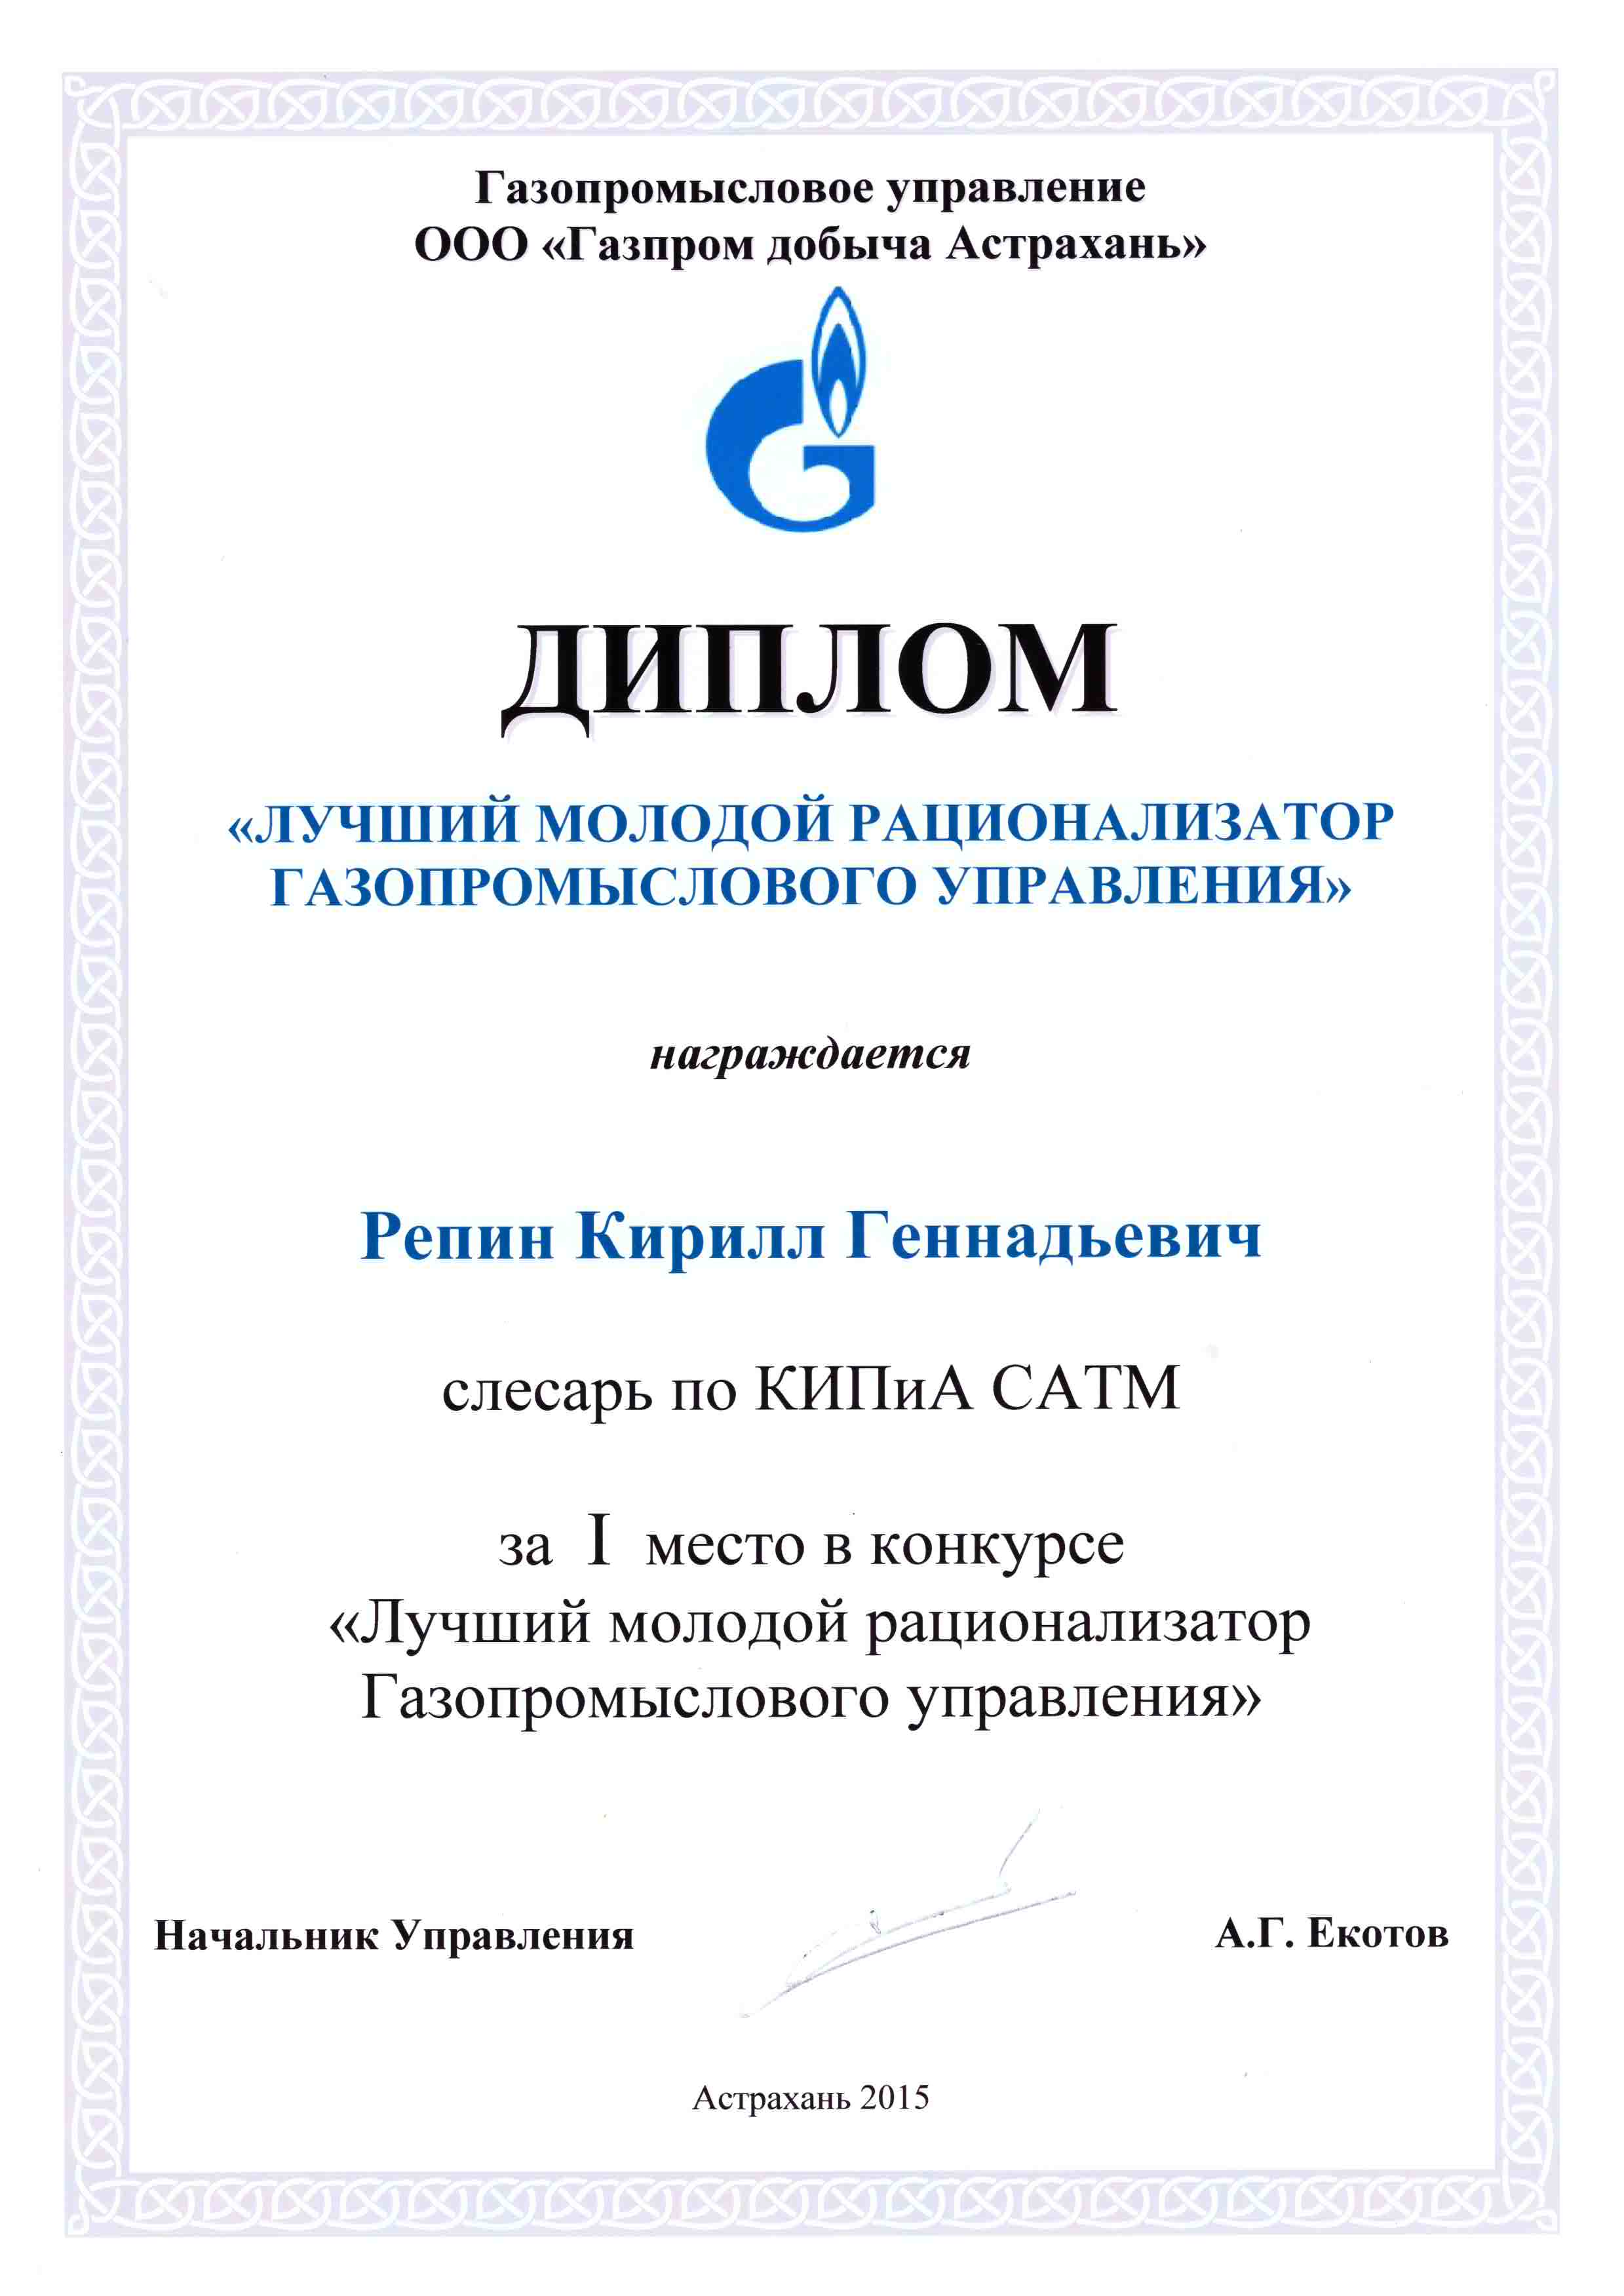 Газопромысловое управление
ООО «Газпром добыча Астрахань»
ДИПЛОМ
«ЛУЧШИЙ МОЛОДОЙ РАЦИОНАЛИЗАТОР
ГАЗОПРОМЫСЛОВОГО УПРАВЛЕНИЯ»
награждается
Репин Кирилл Геннадьевич
слесарь по КИПиА САТМ
за I место в конкурсе
«Лучший молодой рационализатор
Газопромыслового управления»
Начальник Управления А.Г. Екотов
Астрахань 2015